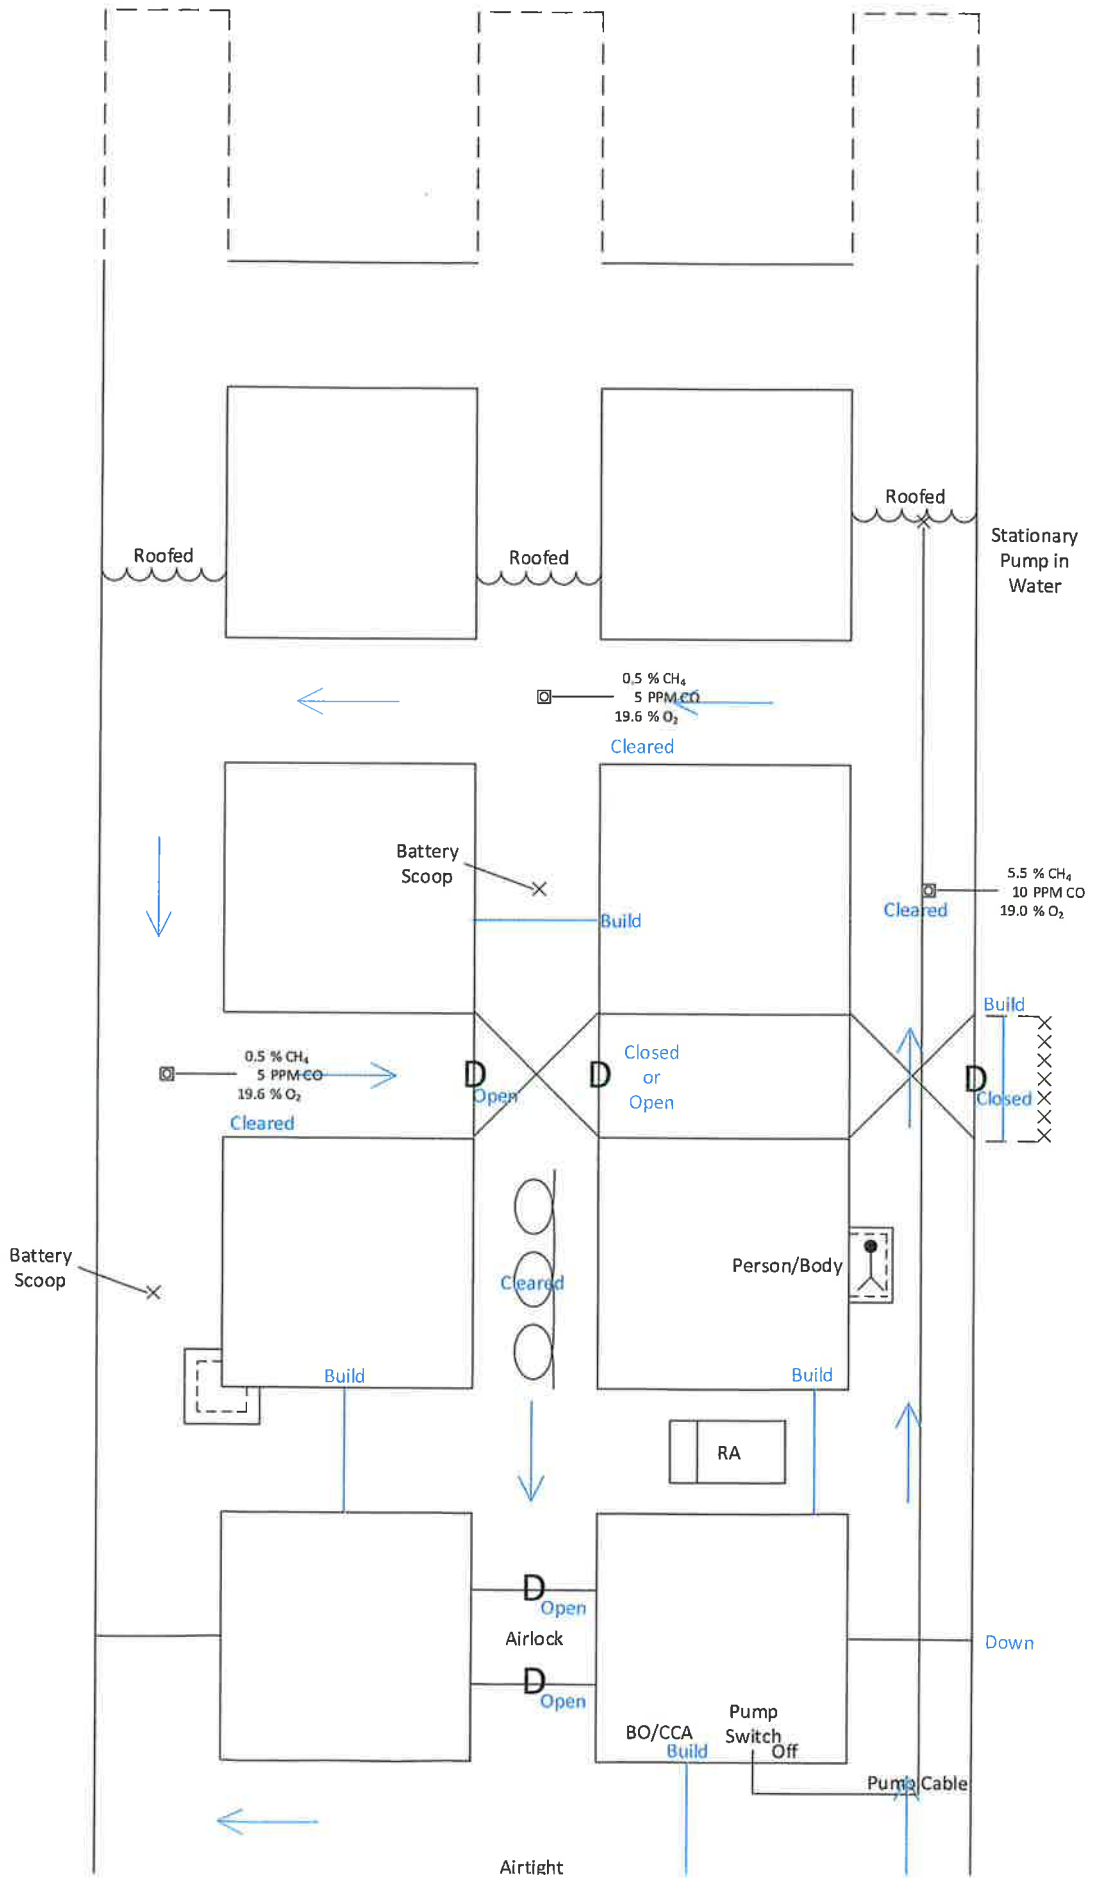 Roofed
Roofed
Roofed
Stationary
Pump in
Water
0.5 % CH₄
5 PPM CO
19.6 % O₂
Cleared
Battery
Scoop
5.5 % CH₄
10 PPM CO
19.0 % O₂
Cleared
Build
Build
0.5 % CH₄
5 PPM CO
19.6 % O₂
D
Open
D
Closed
or
Open
D
Closed
Cleared
Battery
Scoop
Cleared
Person/Body
Build
Build
RA
D
Open
Airlock
Down
D
Open
Pump
Switch
BO/CCA
Build
Off
Pump Cable
Airtight